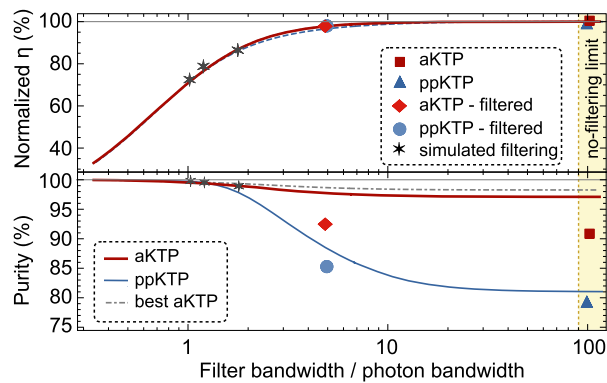 Normalized η (%)
100
80
60
40
aKTP
ppKTP
aKTP - filtered
ppKTP - filtered
simulated filtering
no-filtering limit
Purity (%)
100
95
90
85
80
75
aKTP
ppKTP
best aKTP
1
10
100
Filter bandwidth / photon bandwidth